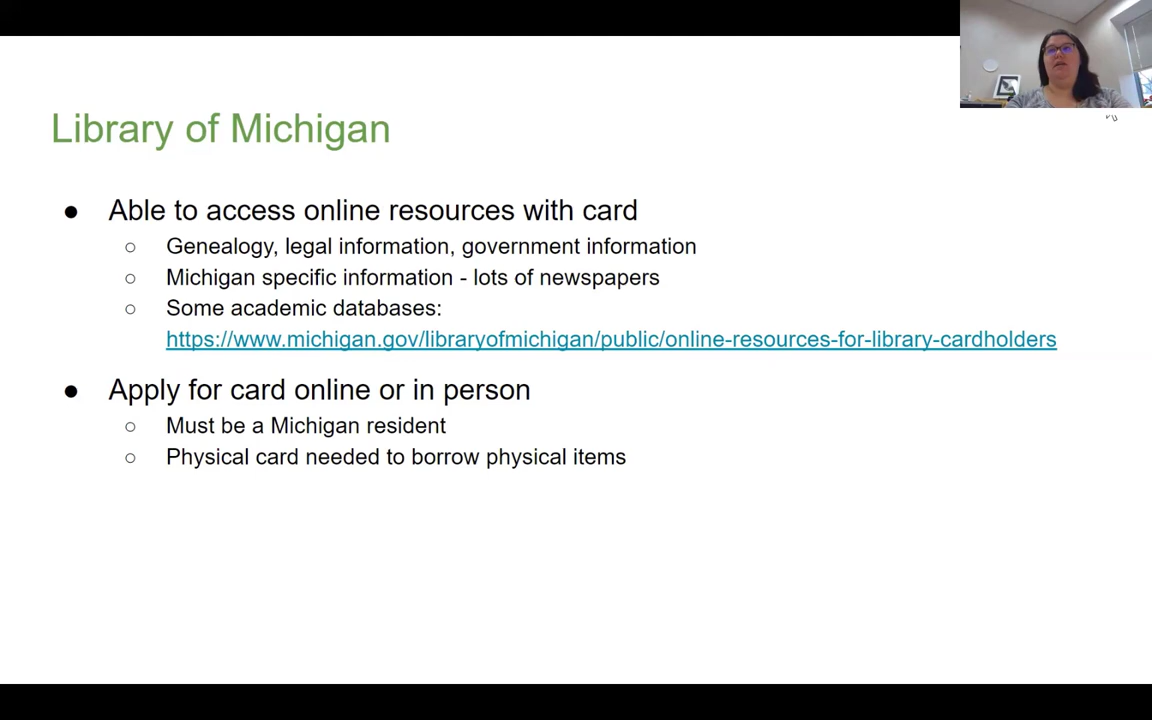 Library of Michigan
● Able to access online resources with card
○ Genealogy, legal information, government information
○ Michigan specific information - lots of newspapers
○ Some academic databases:
https://www.michigan.gov/libraryofmichigan/public/online-resources-for-library-cardholders
● Apply for card online or in person
○ Must be a Michigan resident
○ Physical card needed to borrow physical items